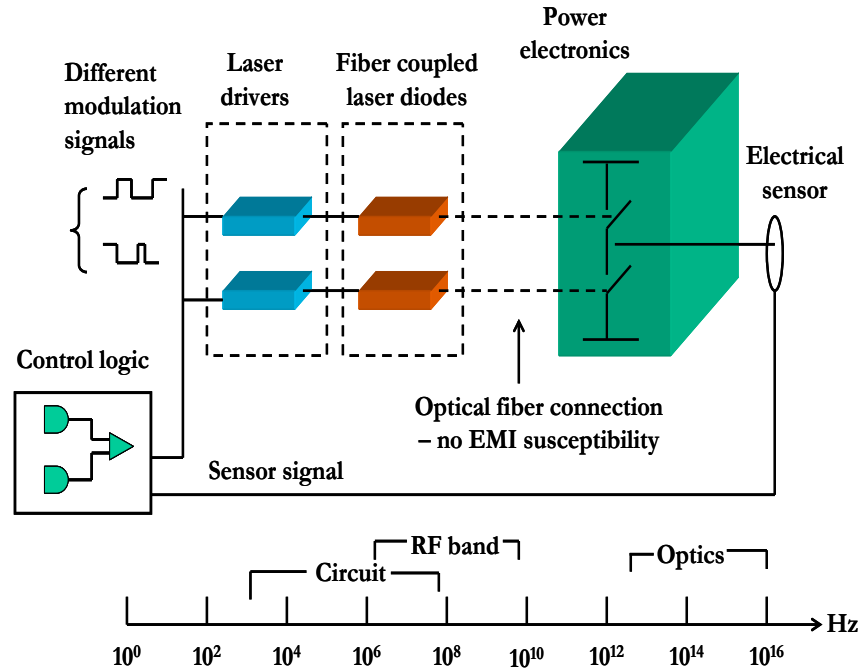 Power
electronics
Different
modulation
signals
Laser
drivers
Fiber coupled
laser diodes
Electrical
sensor
Control logic
Optical fiber connection
– no EMI susceptibility
Sensor signal
RF band
Optics
Circuit
Hz
10⁰ 10² 10⁴ 10⁶ 10⁸ 10¹⁰ 10¹² 10¹⁴ 10¹⁶